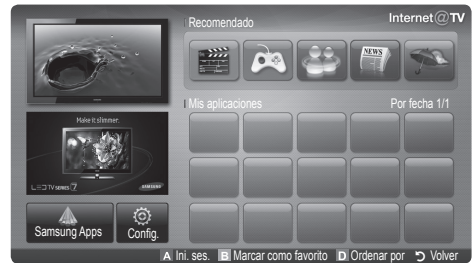 Internet@TV
Recomendado
NEWS
Mis aplicaciones Por fecha 1/1
Make it slimmer.
LED TV SERIES 7 SAMSUNG
Samsung Apps
Config.
A Ini. ses. B Marcar como favorito D Ordenar por Volver